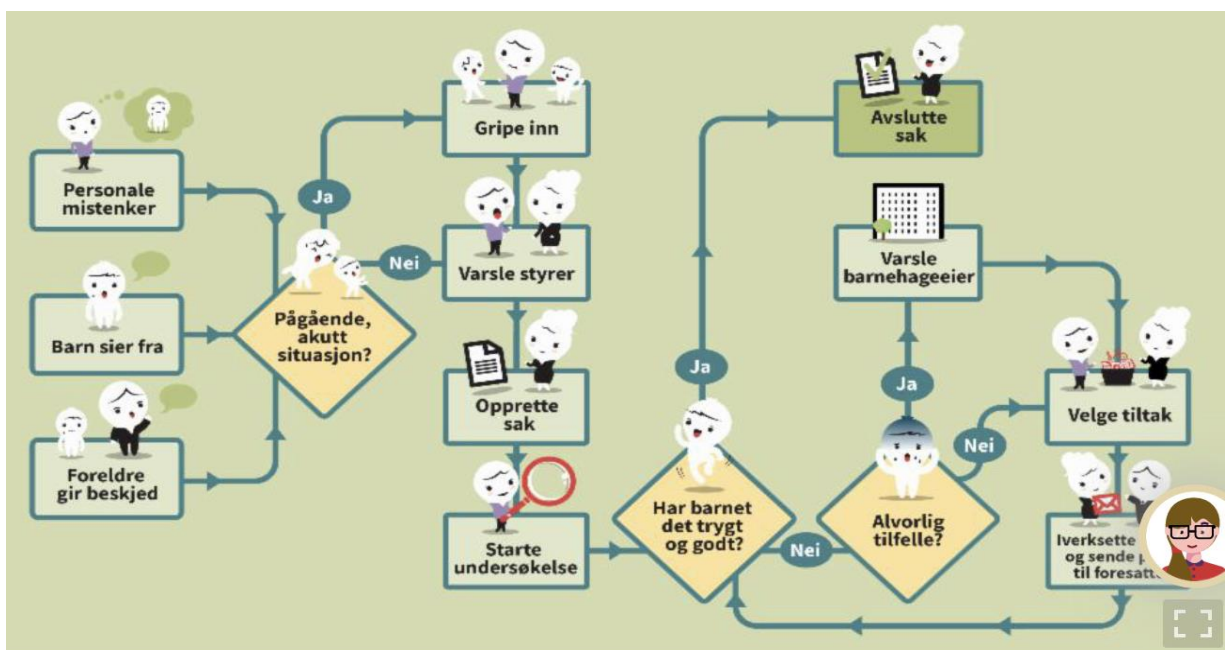 Personale
mistenker
Barn sier fra
Foreldre
gir beskjed
Pågående,
akutt
situasjon?
Ja
Nei
Gripe inn
Varsle styrer
Opprette
sak
Starte
undersøkelse
Har barnet
det trygt
og godt?
Ja
Nei
Avslutte
sak
Alvorlig
tilfelle?
Ja
Nei
Varsle
barnehageeier
Velge tiltak
Iverksette
og sende
til